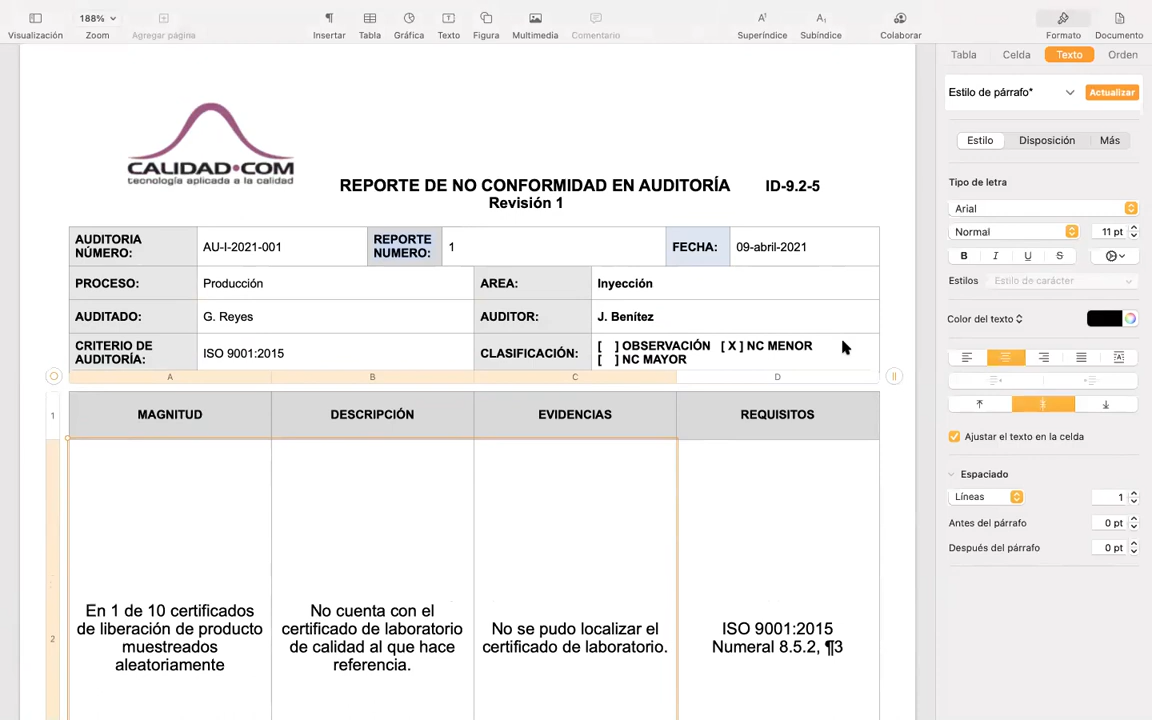 188%
Visualización Zoom Agregar página Insertar Tabla Gráfica Texto Figura Multimedia Comentario Superíndice Subíndice Colaborar Formato Documento
Tabla Celda Texto Orden
Estilo de párrafo* Actualizar
Estilo Disposición Más
Tipo de letra
Arial
Normal 11 pt
B I U S
Estilos Estilo de carácter
Color del texto
Ajustar el texto en la celda
Espaciado
Líneas 1
Antes del párrafo 0 pt
Después del párrafo 0 pt
CALIDAD•COM
tecnología aplicada a la calidad
REPORTE DE NO CONFORMIDAD EN AUDITORÍA ID-9.2-5
Revisión 1
AUDITORIA
NÚMERO:
AU-I-2021-001
REPORTE
NUMERO:
1
FECHA:
09-abril-2021
PROCESO:
Producción
AREA:
Inyección
AUDITADO:
G. Reyes
AUDITOR:
J. Benítez
CRITERIO DE
AUDITORÍA:
ISO 9001:2015
CLASIFICACIÓN:
[ ] OBSERVACIÓN [ X ] NC MENOR
[ ] NC MAYOR
A B C D
1
MAGNITUD DESCRIPCIÓN EVIDENCIAS REQUISITOS
2
En 1 de 10 certificados
de liberación de producto
muestreados
aleatoriamente
No cuenta con el
certificado de laboratorio
de calidad al que hace
referencia.
No se pudo localizar el
certificado de laboratorio.
ISO 9001:2015
Numeral 8.5.2, ¶3